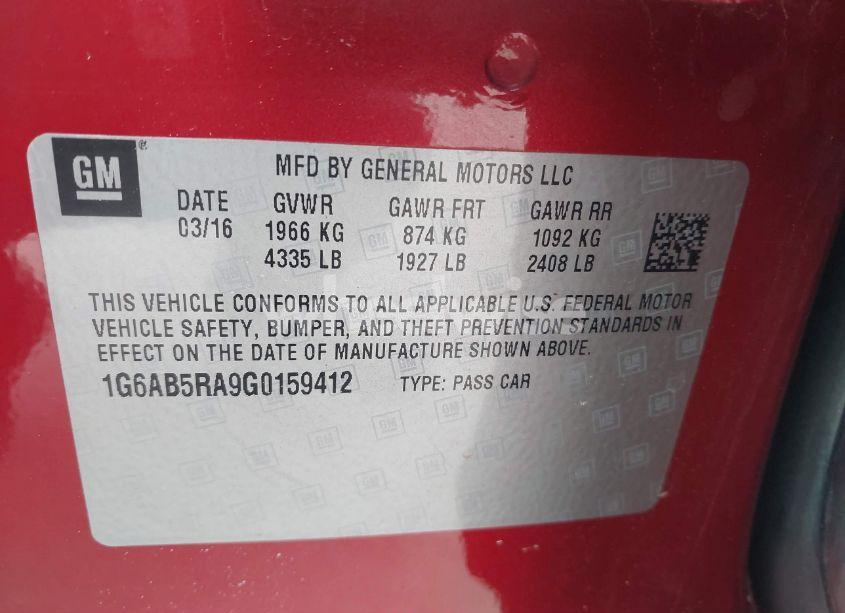 GM
MFD BY GENERAL MOTORS LLC
DATE GVWR GAWR FRT GAWR RR
03/16 1966 KG 874 KG 1092 KG
4335 LB 1927 LB 2408 LB
THIS VEHICLE CONFORMS TO ALL APPLICABLE U.S. FEDERAL MOTOR
VEHICLE SAFETY, BUMPER, AND THEFT PREVENTION STANDARDS IN
EFFECT ON THE DATE OF MANUFACTURE SHOWN ABOVE.
1G6AB5RA9G0159412 TYPE: PASS CAR